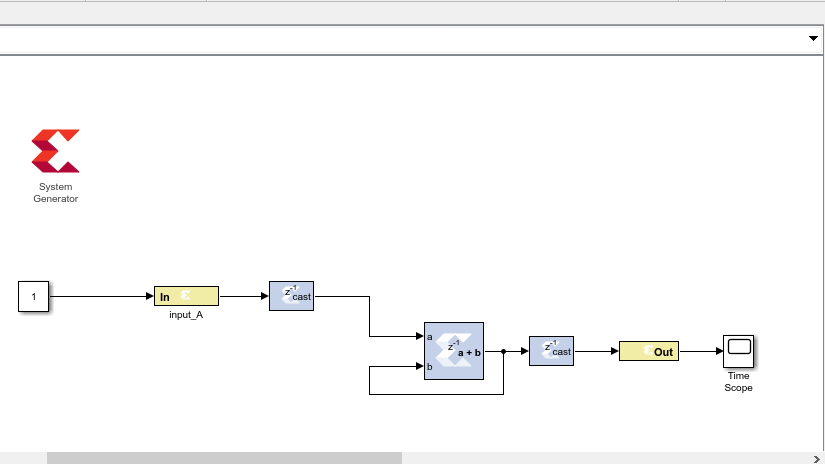 System
Generator
1
In
input_A
z-1
cast
a
z-1
a + b
b
z-1
cast
Out
Time
Scope